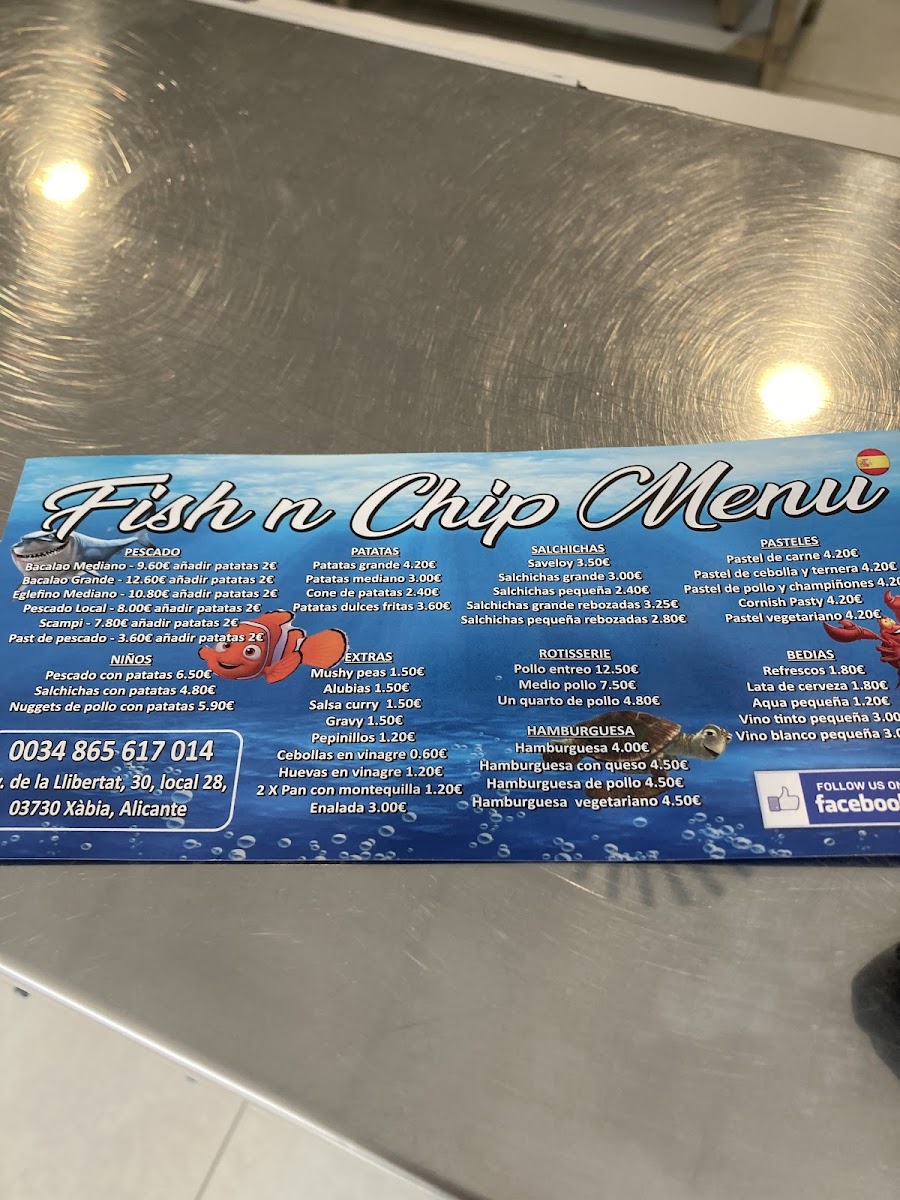 Fish n Chip Menu
PESCADO
Bacalao Mediano - 9.60€ añadir patatas 2€
Bacalao Grande - 12.60€ añadir patatas 2€
Eglefino Mediano - 10.80€ añadir patatas 2€
Pescado Local - 8.00€ añadir patatas 2€
Scampi - 7.80€ añadir patatas 2€
Past de pescado - 3.60€ añadir patatas 2€
NIÑOS
Pescado con patatas 6.50€
Salchichas con patatas 4.80€
Nuggets de pollo con patatas 5.90€
0034 865 617 014
. de la Llibertat, 30, local 28,
03730 Xàbia, Alicante
PATATAS
Patatas grande 4.20€
Patatas mediano 3.00€
Cone de patatas 2.40€
Patatas dulces fritas 3.60€
EXTRAS
Mushy peas 1.50€
Alubias 1.50€
Salsa curry 1.50€
Gravy 1.50€
Pepinillos 1.20€
Cebollas en vinagre 0.60€
Huevas en vinagre 1.20€
2 X Pan con montequilla 1.20€
Enalada 3.00€
SALCHICHAS
Saveloy 3.50€
Salchichas grande 3.00€
Salchichas pequeña 2.40€
Salchichas grande rebozadas 3.25€
Salchichas pequeña rebozadas 2.80€
ROTISSERIE
Pollo entreo 12.50€
Medio pollo 7.50€
Un quarto de pollo 4.80€
HAMBURGUESA
Hamburguesa 4.00€
Hamburguesa con queso 4.50€
Hamburguesa de pollo 4.50€
Hamburguesa vegetariano 4.50€
PASTELES
Pastel de carne 4.20€
Pastel de cebolla y ternera 4.20€
Pastel de pollo y champiñones 4.20
Cornish Pasty 4.20€
Pastel vegetariano 4.20€
BEDIAS
Refrescos 1.80€
Lata de cerveza 1.80€
Aqua pequeña 1.20€
Vino tinto pequeña 3.00
Vino blanco pequeña 3.0
FOLLOW US ON
facebook